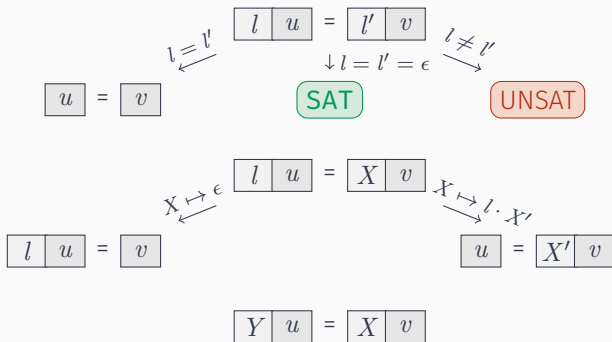 l u = l' v
l = l'
↓ l = l' = ϵ
l ≠ l'
u = v
SAT
UNSAT
l u = X v
X ↦ ϵ
X ↦ l · X'
l u = v
u = X' v
Y u = X v